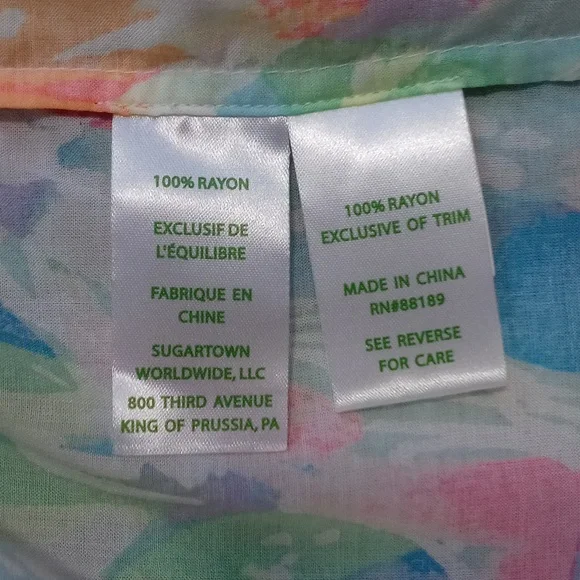 100% RAYON
EXCLUSIF DE
L'ÉQUILIBRE
FABRIQUE EN
CHINE
SUGARTOWN
WORLDWIDE, LLC
800 THIRD AVENUE
KING OF PRUSSIA, PA
100% RAYON
EXCLUSIVE OF TRIM
MADE IN CHINA
RN#88189
SEE REVERSE
FOR CARE